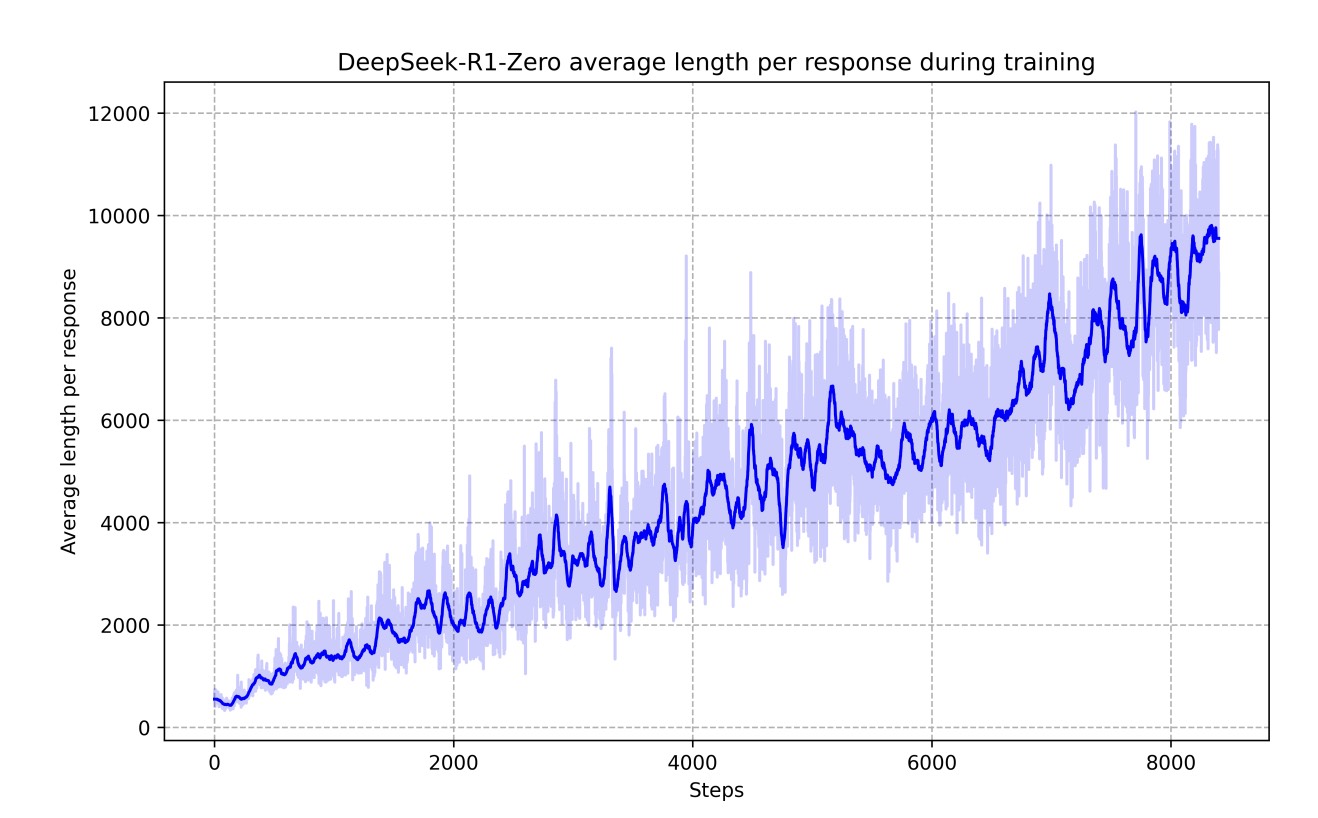 DeepSeek-R1-Zero average length per response during training
12000
10000
8000
6000
4000
2000
0
Average length per response
0 2000 4000 6000 8000
Steps